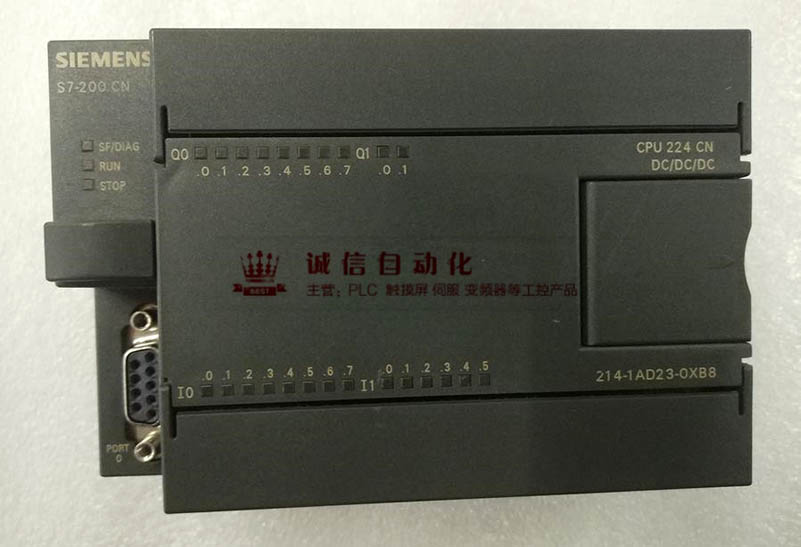 SIEMENS
S7-200 CN
SF/DIAG
RUN
STOP
Q0
.0 .1 .2 .3 .4 .5 .6 .7
Q1
.0 .1
CPU 224 CN
DC/DC/DC
诚信自动化
BEST
主营：PLC 触摸屏 伺服 变频器等工控产品
.0 .1 .2 .3 .4 .5 .6 .7
I0
.0 .1 .2 .3 .4 .5
I1
214-1AD23-0XB8
PORT
0